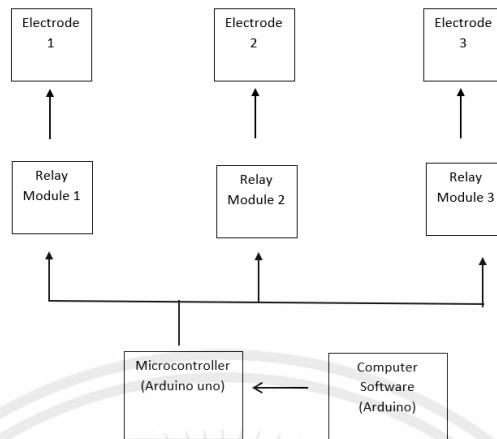 Electrode
1
Electrode
2
Electrode
3
Relay
Module 1
Relay
Module 2
Relay
Module 3
Microcontroller
(Arduino uno)
Computer
Software
(Arduino)